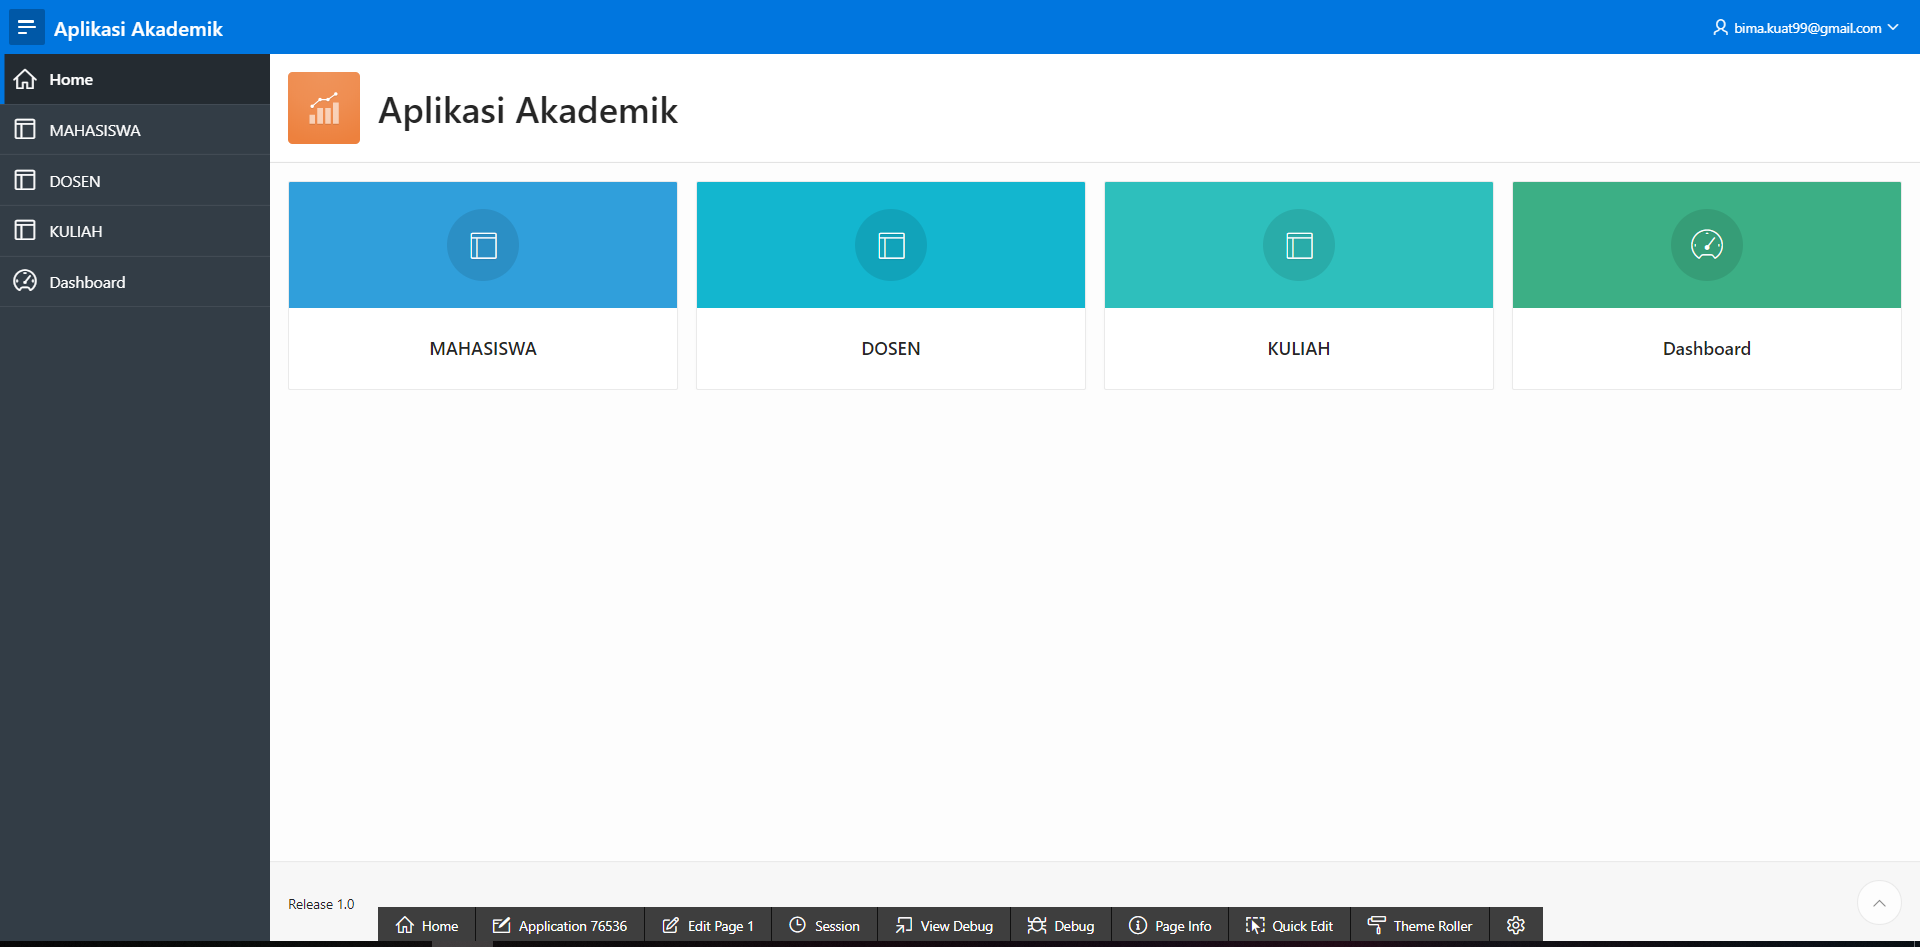 Aplikasi Akademik
bima.kuat99@gmail.com
Home
MAHASISWA
DOSEN
KULIAH
Dashboard
Aplikasi Akademik
MAHASISWA
DOSEN
KULIAH
Dashboard
Release 1.0
Home
Application 76536
Edit Page 1
Session
View Debug
Debug
Page Info
Quick Edit
Theme Roller